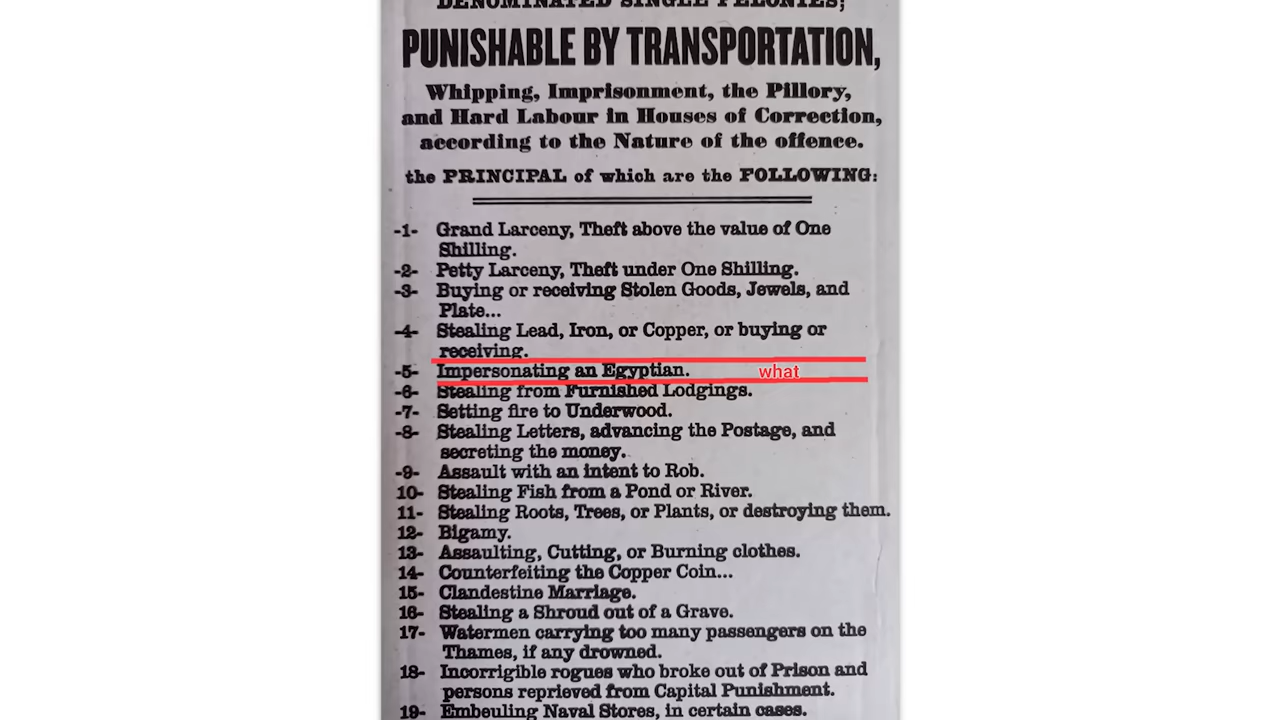 DENOMINATED SINGLE FELONIES;
PUNISHABLE BY TRANSPORTATION,
Whipping, Imprisonment, the Pillory,
and Hard Labour in Houses of Correction,
according to the Nature of the offence.
the PRINCIPAL of which are the FOLLOWING:
-1- Grand Larceny, Theft above the value of One
Shilling.
-2- Petty Larceny, Theft under One Shilling.
-3- Buying or receiving Stolen Goods, Jewels, and
Plate...
-4- Stealing Lead, Iron, or Copper, or buying or
receiving.
-5- Impersonating an Egyptian. what
-6- Stealing from Furnished Lodgings.
-7- Setting fire to Underwood.
-8- Stealing Letters, advancing the Postage, and
secreting the money.
-9- Assault with an intent to Rob.
10- Stealing Fish from a Pond or River.
11- Stealing Roots, Trees, or Plants, or destroying them.
12- Bigamy.
13- Assaulting, Cutting, or Burning clothes.
14- Counterfeiting the Copper Coin...
15- Clandestine Marriage.
16- Stealing a Shroud out of a Grave.
17- Watermen carrying too many passengers on the
Thames, if any drowned.
18- Incorrigible rogues who broke out of Prison and
persons reprieved from Capital Punishment.
19- Embeuling Naval Stores, in certain cases.